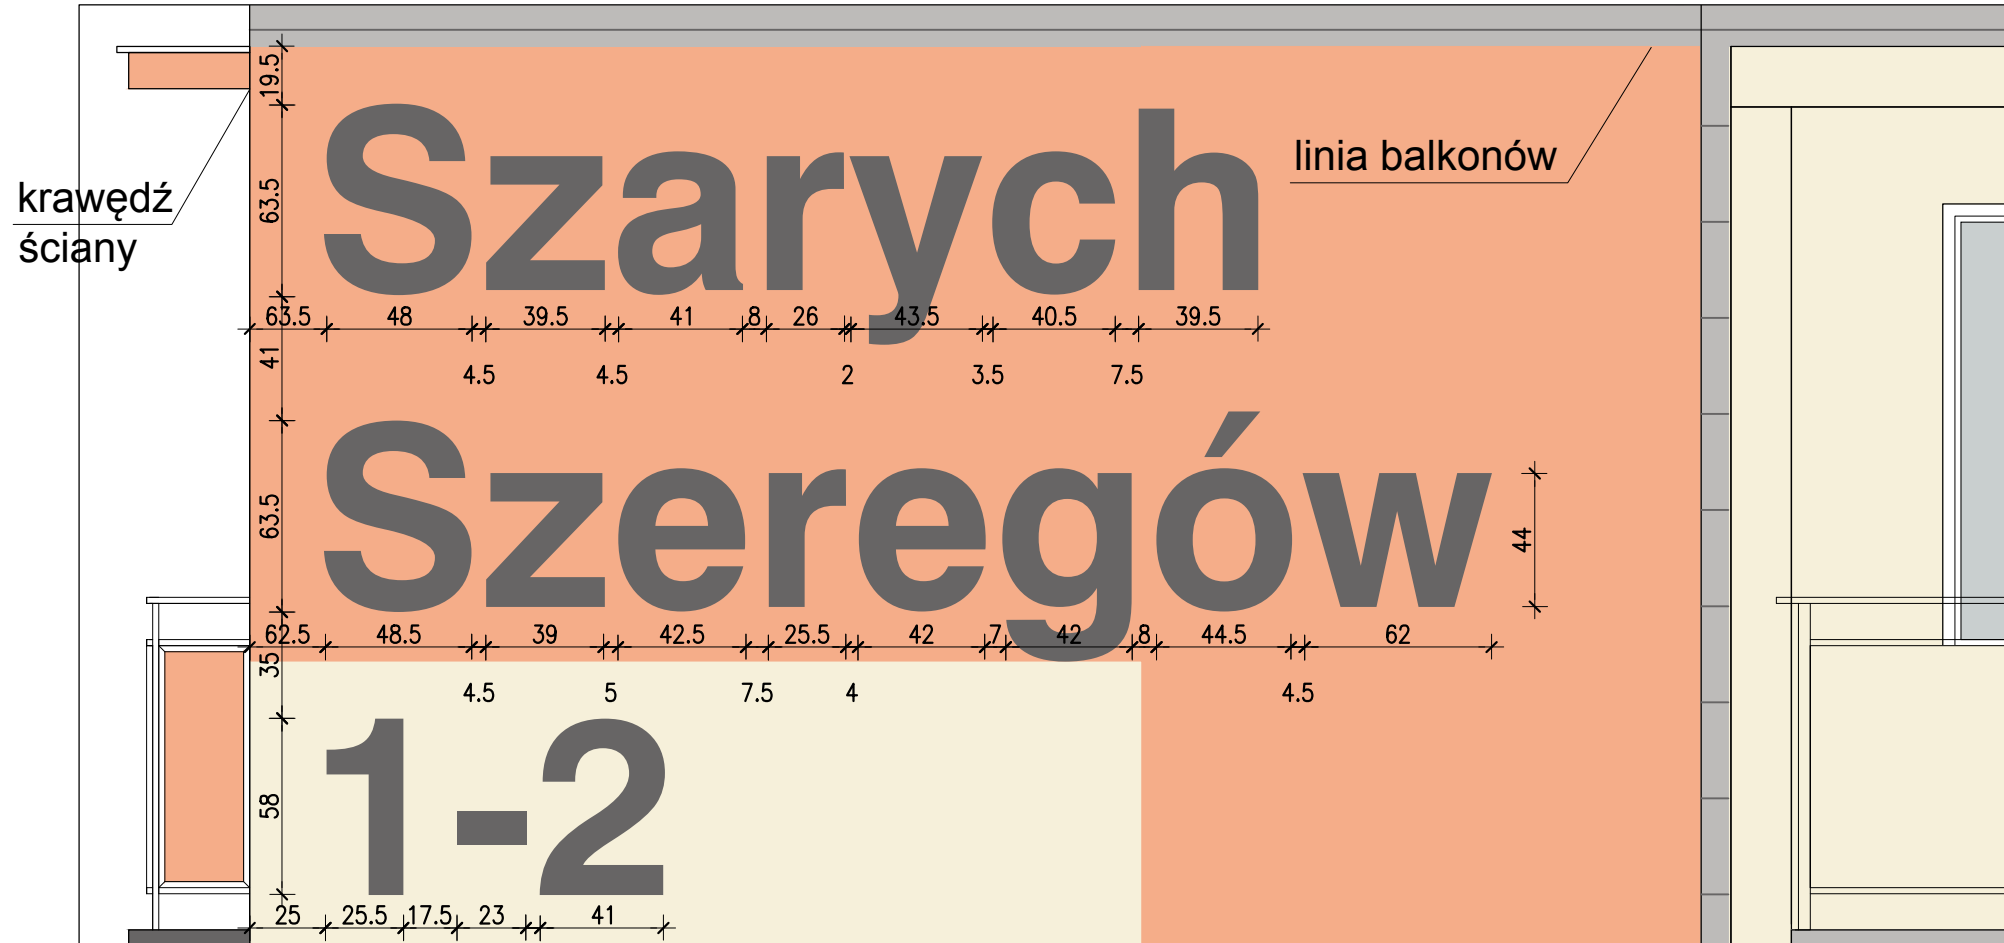 19.5
Szarych
linia balkonów
krawędź
ściany
63.5
63.5 48 39.5 41 8 26 43.5 40.5 39.5
41
4.5 4.5 2 3.5 7.5
Szeregów
63.5
44
62.5 48.5 39 42.5 25.5 42 7 42 8 44.5 62
35
4.5 5 7.5 4 4.5
1-2
58
25 25.5 17.5 23 41